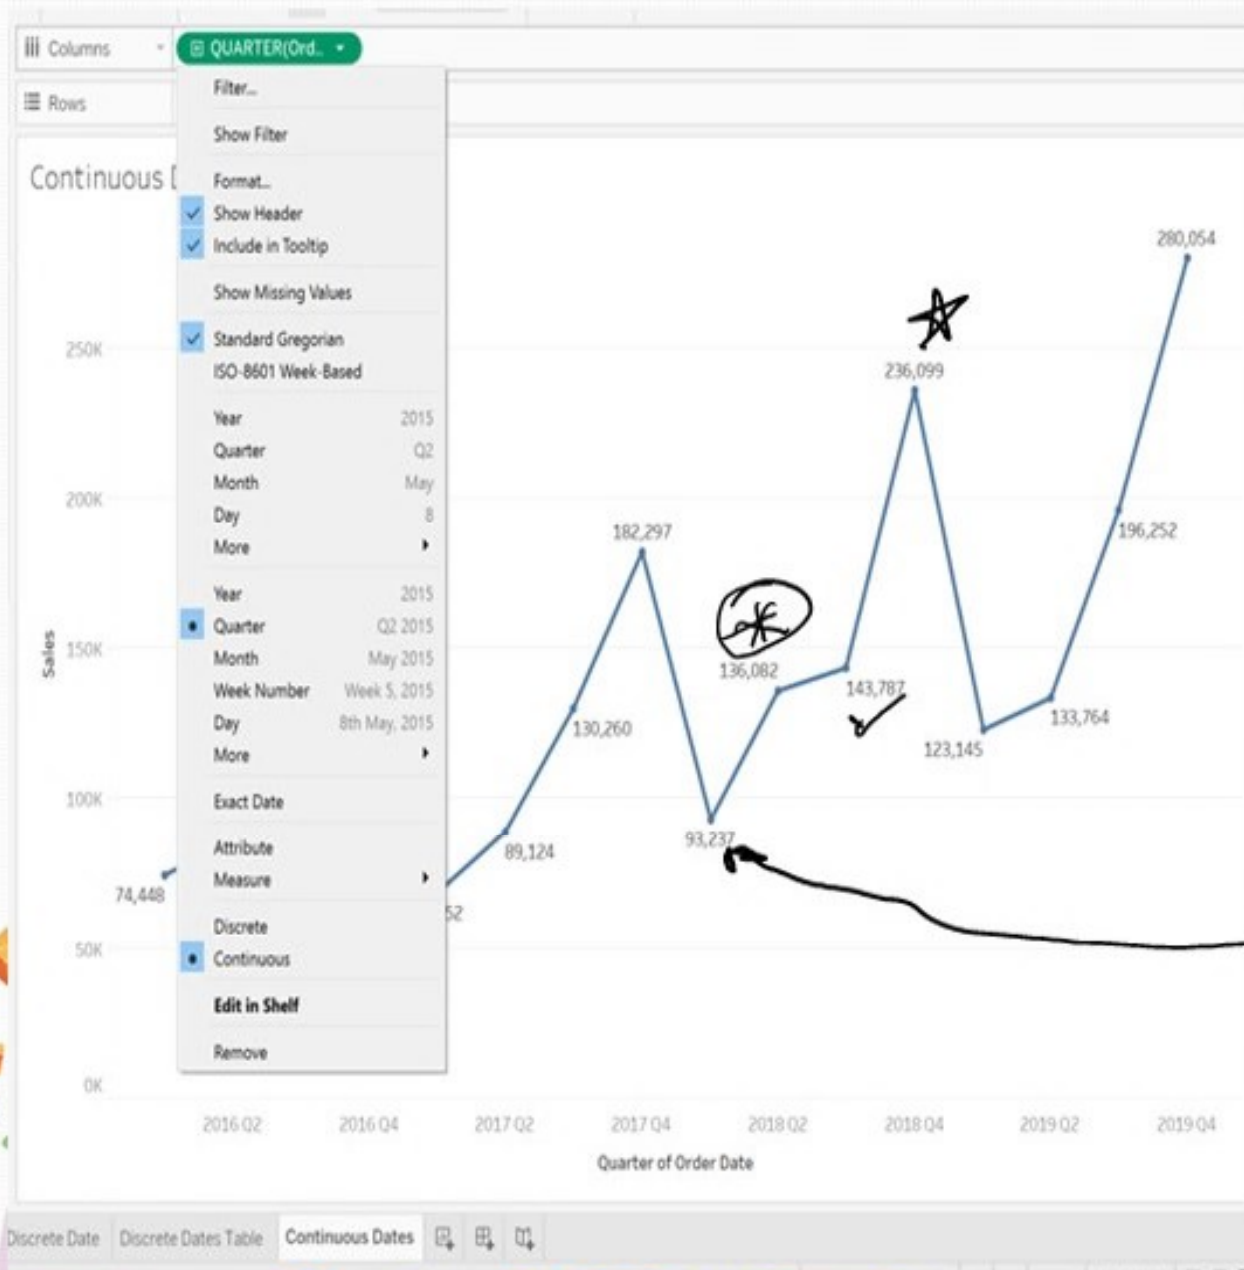 Columns
QUARTER(Ord..
Rows
Continuous
Filter...
Show Filter
Format...
Show Header
Include in Tooltip
Show Missing Values
Standard Gregorian
ISO-8601 Week-Based
Year 2015
Quarter Q2
Month May
Day 8
More
Year 2015
Quarter Q2 2015
Month May 2015
Week Number Week 5, 2015
Day 8th May, 2015
More
Exact Date
Attribute
Measure
Discrete
Continuous
Edit in Shelf
Remove
Sales
250K
200K
150K
100K
50K
0K
74,448
52
89,124
130,260
182,297
93,237
136,082
143,787
236,099
123,145
133,764
196,252
280,054
2016 Q2 2016 Q4 2017 Q2 2017 Q4 2018 Q2 2018 Q4 2019 Q2 2019 Q4
Quarter of Order Date
Discrete Date Discrete Dates Table Continuous Dates